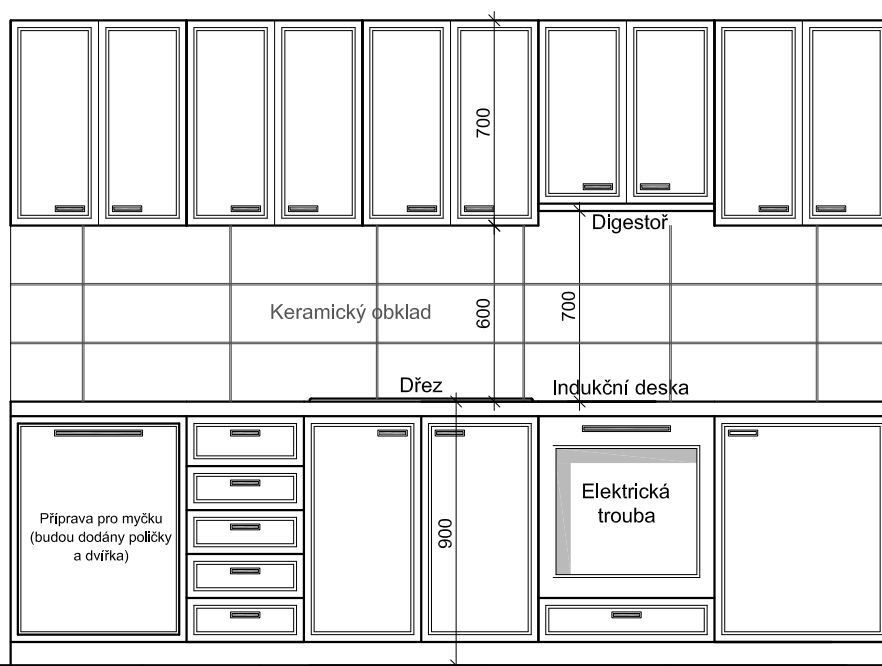 700
Digestoř
Keramický obklad
600
700
Dřez
Indukční deska
Příprava pro myčku
(budou dodány poličky
a dvířka)
900
Elektrická
trouba